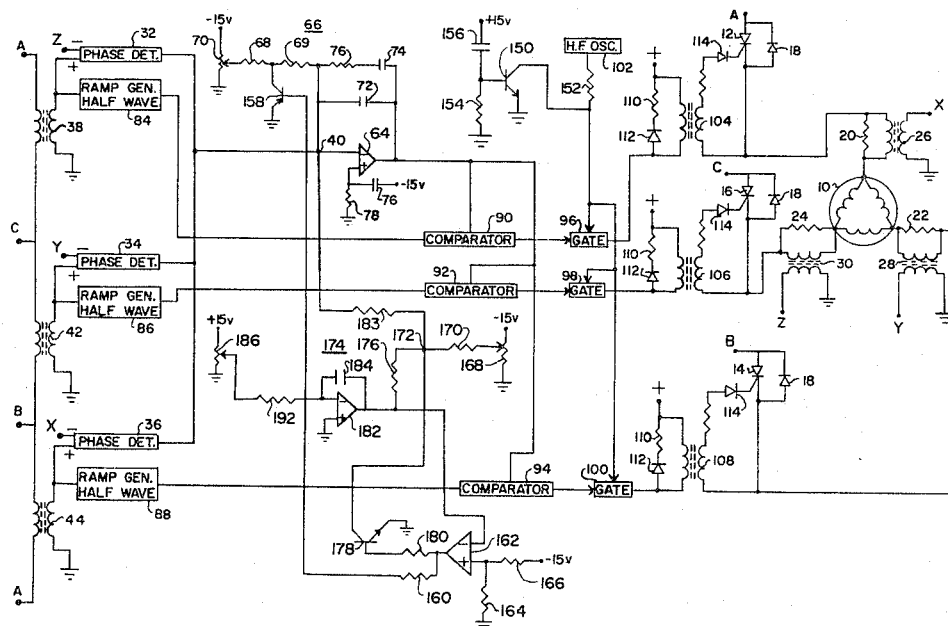 -15v
66
+15v
A
A
Z
-
PHASE DET.
32
70
68
69
76
74
156
150
H.F. OSC.
102
114
12
18
+
RAMP GEN.
HALF WAVE
84
72
158
152
154
110
112
104
X
20
26
38
40
64
-
+
76
-15v
78
C
16
18
10
114
C
Y
-
PHASE DET.
34
+
COMPARATOR
90
96
GATE
+
110
112
106
24
22
30
28
RAMP GEN.
HALF WAVE
86
COMPARATOR
92
98
GATE
Z
Y
42
+15v
186
183
172
170
-15v
168
174
176
184
B
14
18
114
B
X
-
PHASE DET.
36
+
192
-
+
182
+
110
112
108
RAMP GEN.
HALF WAVE
88
COMPARATOR
94
100
GATE
44
178
180
-
+
162
-15v
166
160
164
A